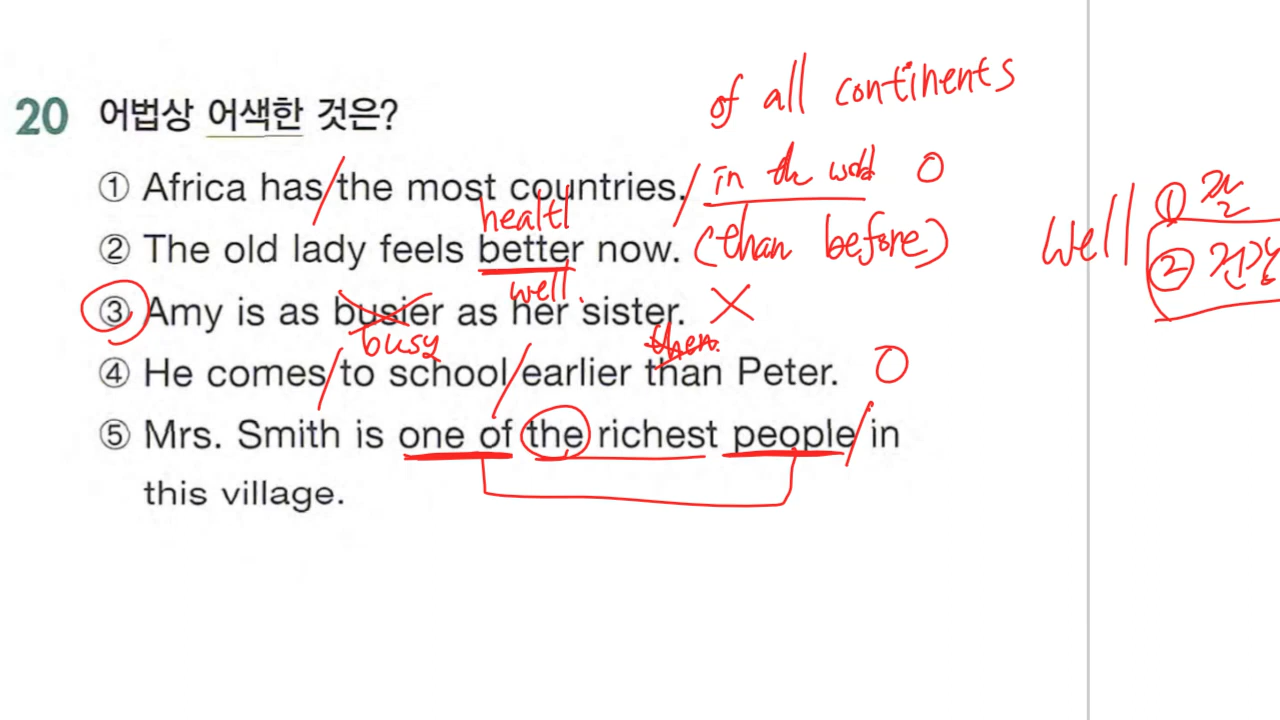 of all continents
20 어법상 어색한 것은?
① Africa has / the most countries. / in the world O
health
② The old lady feels better now. (than before)
well.
well ① 잘
② 건강
③ Amy is as busier as her sister. X
busy
then.
④ He comes / to school / earlier than Peter. O
⑤ Mrs. Smith is one of the richest people / in
this village.